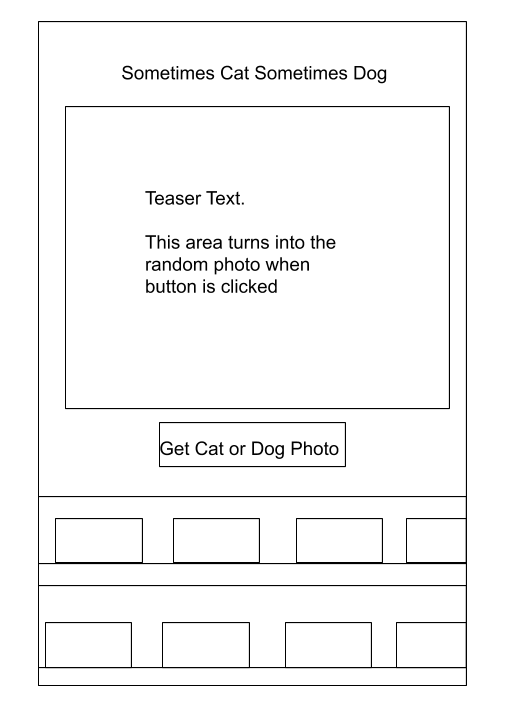 Sometimes Cat Sometimes Dog
Teaser Text.
This area turns into the
random photo when
button is clicked
Get Cat or Dog Photo